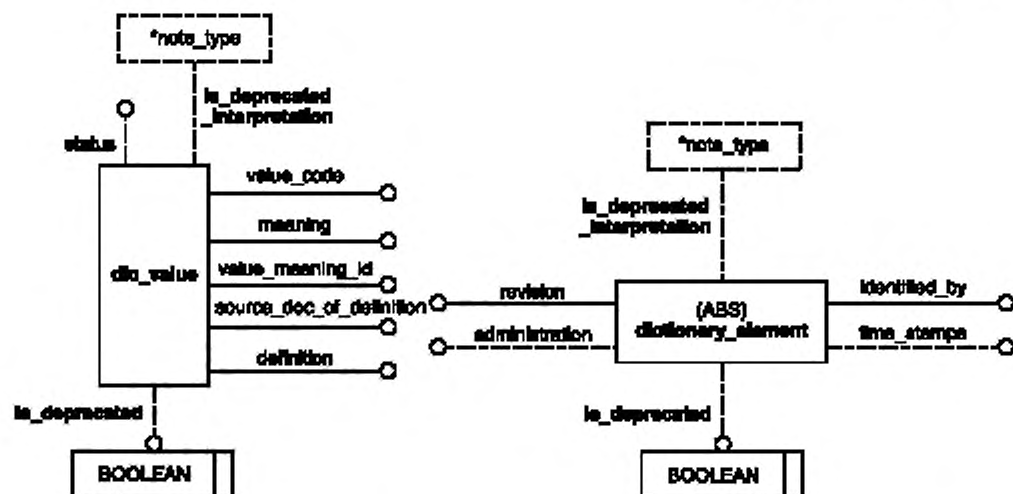 *note_type
is_deprecated
_interpretation
status
value_code
meaning
dic_value
value_meaning_id
source_doc_of_definition
definition
is_deprecated
BOOLEAN
*note_type
is_deprecated
_interpretation
revision
administration
(ABS)
dictionary_element
identified_by
time_stamps
is_deprecated
BOOLEAN